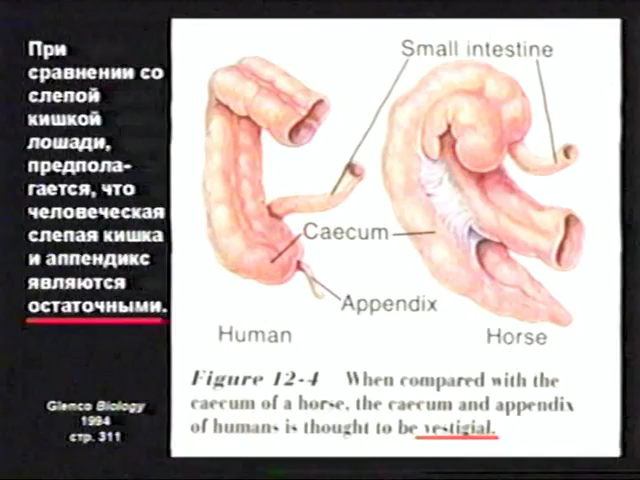 При
сравнении со
слепой
кишкой
лошади,
предпола-
гается, что
человеческая
слепая кишка
и аппендикс
являются
остаточными.
Glenco Biology
1994
стр. 311
Small intestine
Caecum
Appendix
Human
Horse
Figure 12-4 When compared with the
caecum of a horse, the caecum and appendix
of humans is thought to be vestigial.